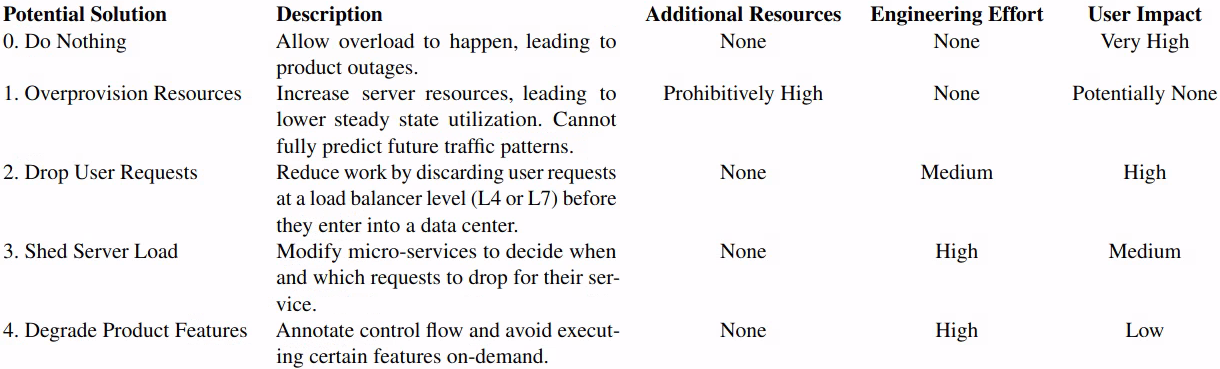 Potential Solution Description Additional Resources Engineering Effort User Impact
0. Do Nothing Allow overload to happen, leading to None None Very High
product outages.
1. Overprovision Resources Increase server resources, leading to Prohibitively High None Potentially None
lower steady state utilization. Cannot
fully predict future traffic patterns.
2. Drop User Requests Reduce work by discarding user requests None Medium High
at a load balancer level (L4 or L7) before
they enter into a data center.
3. Shed Server Load Modify micro-services to decide when None High Medium
and which requests to drop for their ser-
vice.
4. Degrade Product Features Annotate control flow and avoid execut- None High Low
ing certain features on-demand.